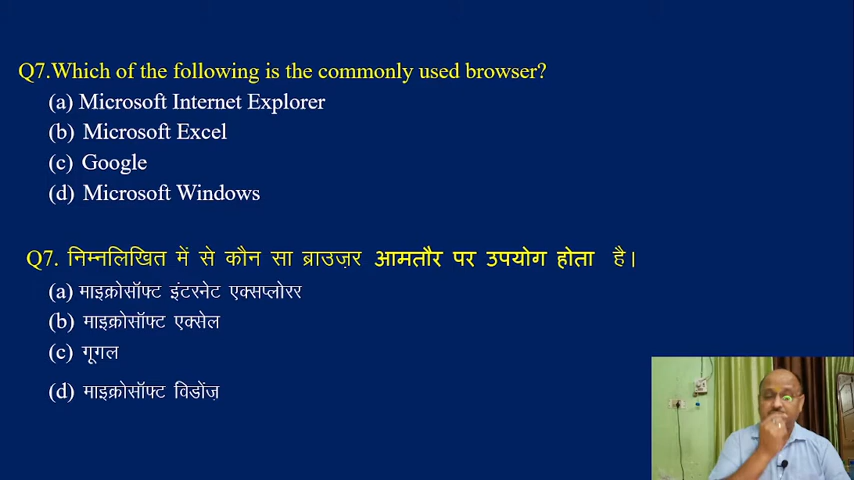 Q7.Which of the following is the commonly used browser?
(a) Microsoft Internet Explorer
(b) Microsoft Excel
(c) Google
(d) Microsoft Windows
Q7. निम्नलिखित में से कौन सा ब्राउज़र आमतौर पर उपयोग होता है।
(a) माइक्रोसॉफ्ट इंटरनेट एक्सप्लोरर
(b) माइक्रोसॉफ्ट एक्सेल
(c) गूगल
(d) माइक्रोसॉफ्ट विडोंज़